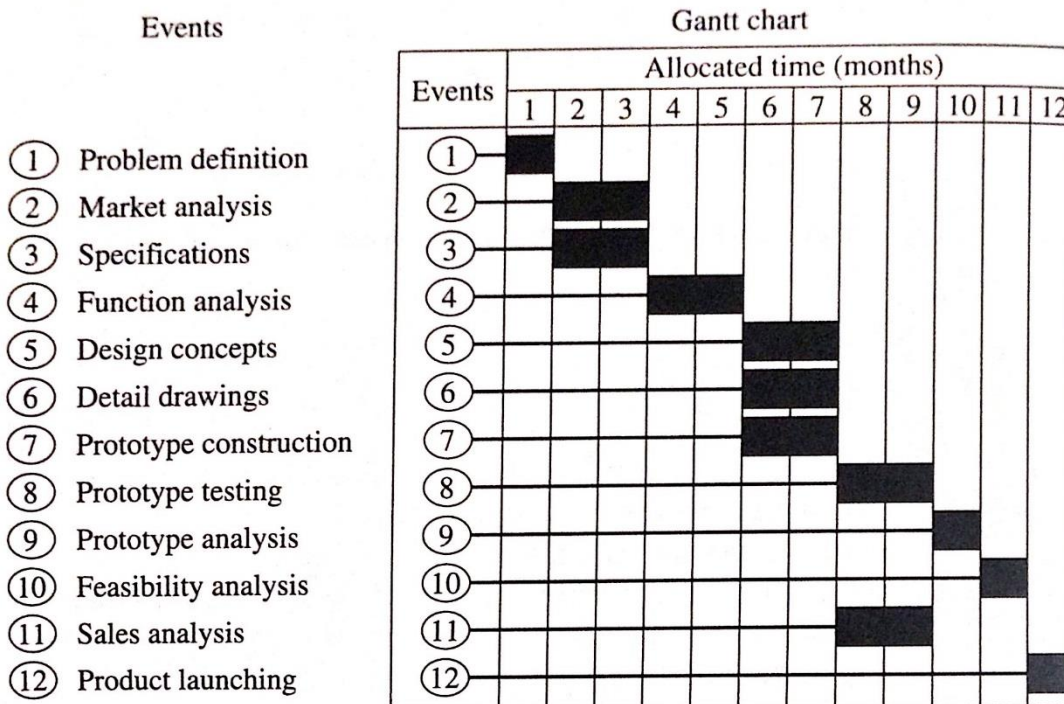 Events
Gantt chart
Events
Allocated time (months)
1 2 3 4 5 6 7 8 9 10 11 12
1 Problem definition 1
2 Market analysis 2
3 Specifications 3
4 Function analysis 4
5 Design concepts 5
6 Detail drawings 6
7 Prototype construction 7
8 Prototype testing 8
9 Prototype analysis 9
10 Feasibility analysis 10
11 Sales analysis 11
12 Product launching 12